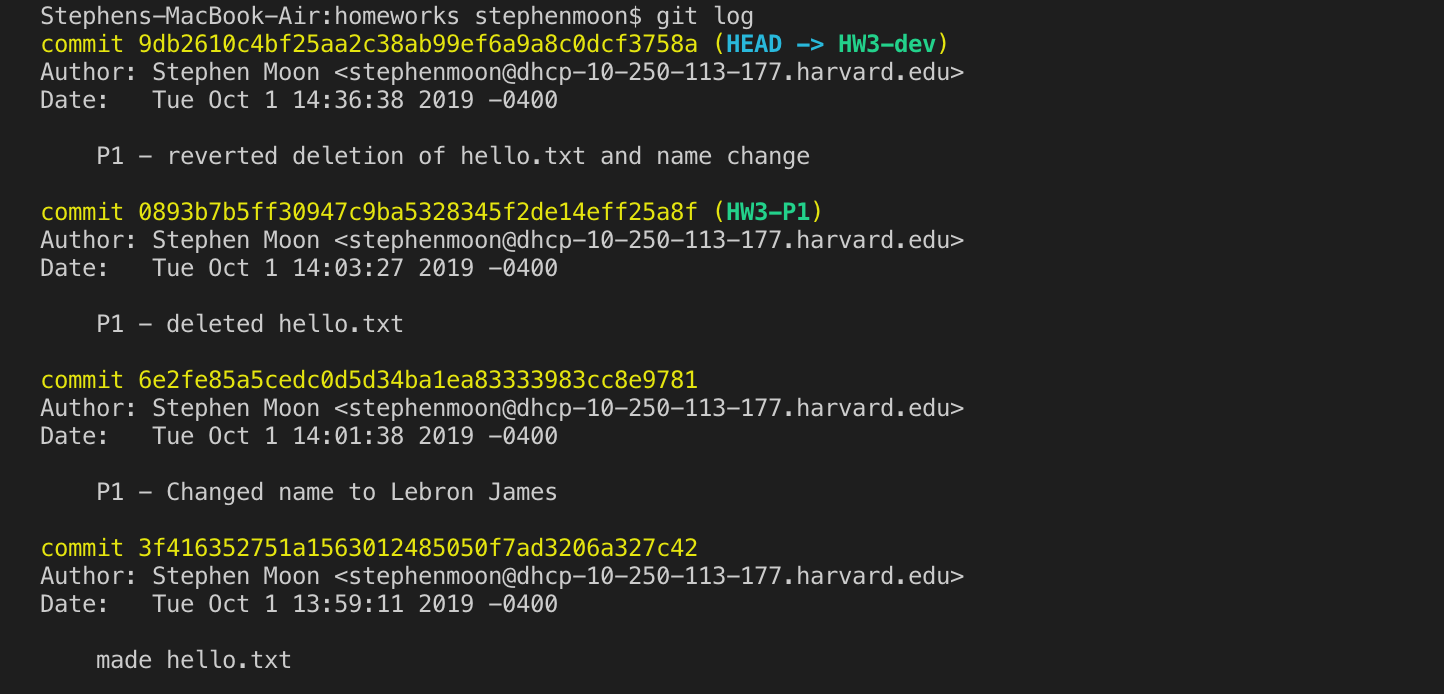 Stephens-MacBook-Air:homeworks stephenmoon$ git log
commit 9db2610c4bf25aa2c38ab99ef6a9a8c0dcf3758a (HEAD -> HW3-dev)
Author: Stephen Moon <stephenmoon@dhcp-10-250-113-177.harvard.edu>
Date:   Tue Oct 1 14:36:38 2019 -0400

    P1 - reverted deletion of hello.txt and name change

commit 0893b7b5ff30947c9ba5328345f2de14eff25a8f (HW3-P1)
Author: Stephen Moon <stephenmoon@dhcp-10-250-113-177.harvard.edu>
Date:   Tue Oct 1 14:03:27 2019 -0400

    P1 - deleted hello.txt

commit 6e2fe85a5cedc0d5d34ba1ea83333983cc8e9781
Author: Stephen Moon <stephenmoon@dhcp-10-250-113-177.harvard.edu>
Date:   Tue Oct 1 14:01:38 2019 -0400

    P1 - Changed name to Lebron James

commit 3f416352751a1563012485050f7ad3206a327c42
Author: Stephen Moon <stephenmoon@dhcp-10-250-113-177.harvard.edu>
Date:   Tue Oct 1 13:59:11 2019 -0400

    made hello.txt